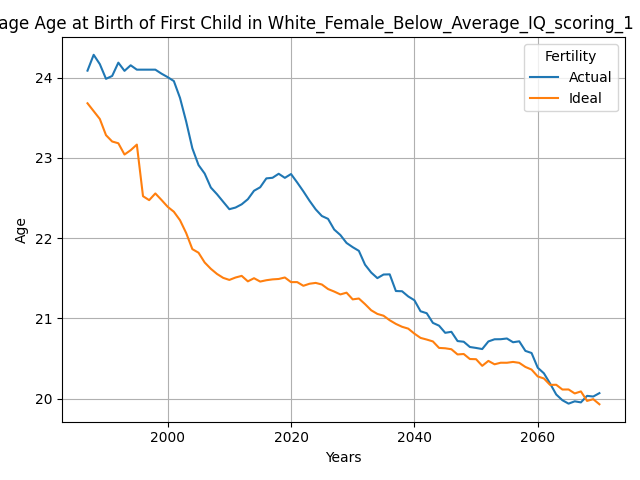 age Age at Birth of First Child in White_Female_Below_Average_IQ_scoring_1
Fertility
Actual
Ideal
Age
24
23
22
21
20
2000
2020
2040
2060
Years